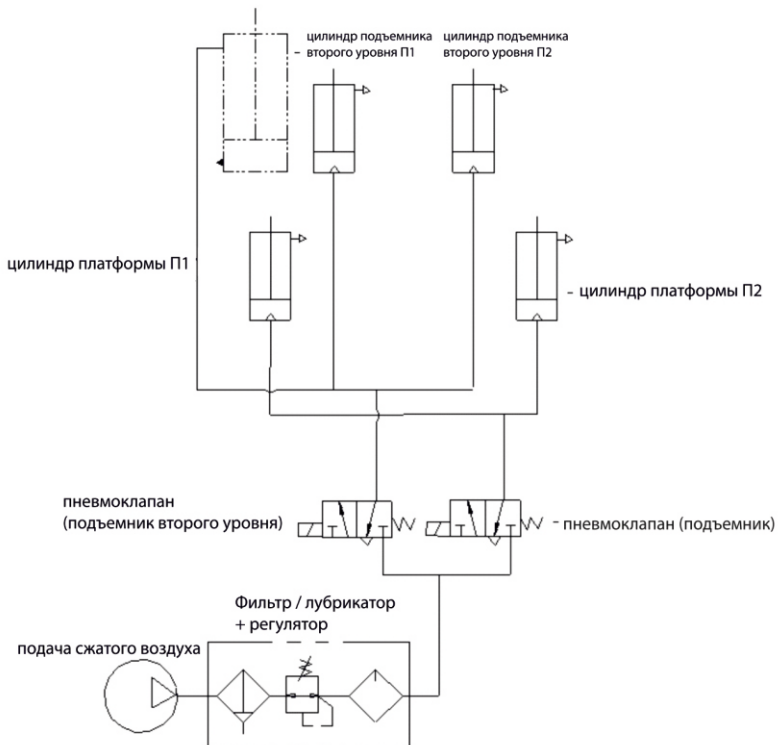 цилиндр подъемника
второго уровня П1
цилиндр подъемника
второго уровня П2
цилиндр платформы П1
- цилиндр платформы П2
пневмоклапан
(подъемник второго уровня)
- пневмоклапан (подъемник)
Фильтр / лубрикатор
+ регулятор
подача сжатого воздуха